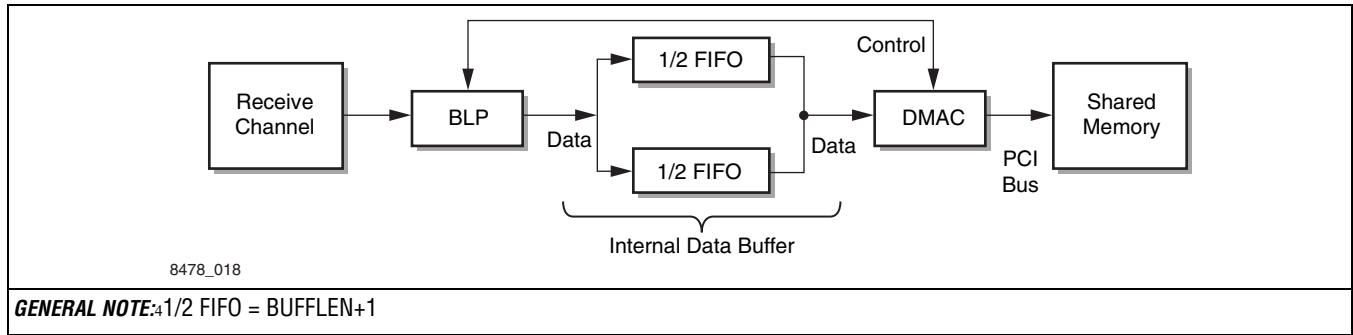 Control
1/2 FIFO
Receive
Channel
BLP
Data
1/2 FIFO
Data
DMAC
PCI
Bus
Shared
Memory
Internal Data Buffer
8478_018
GENERAL NOTE:41/2 FIFO = BUFFLEN+1